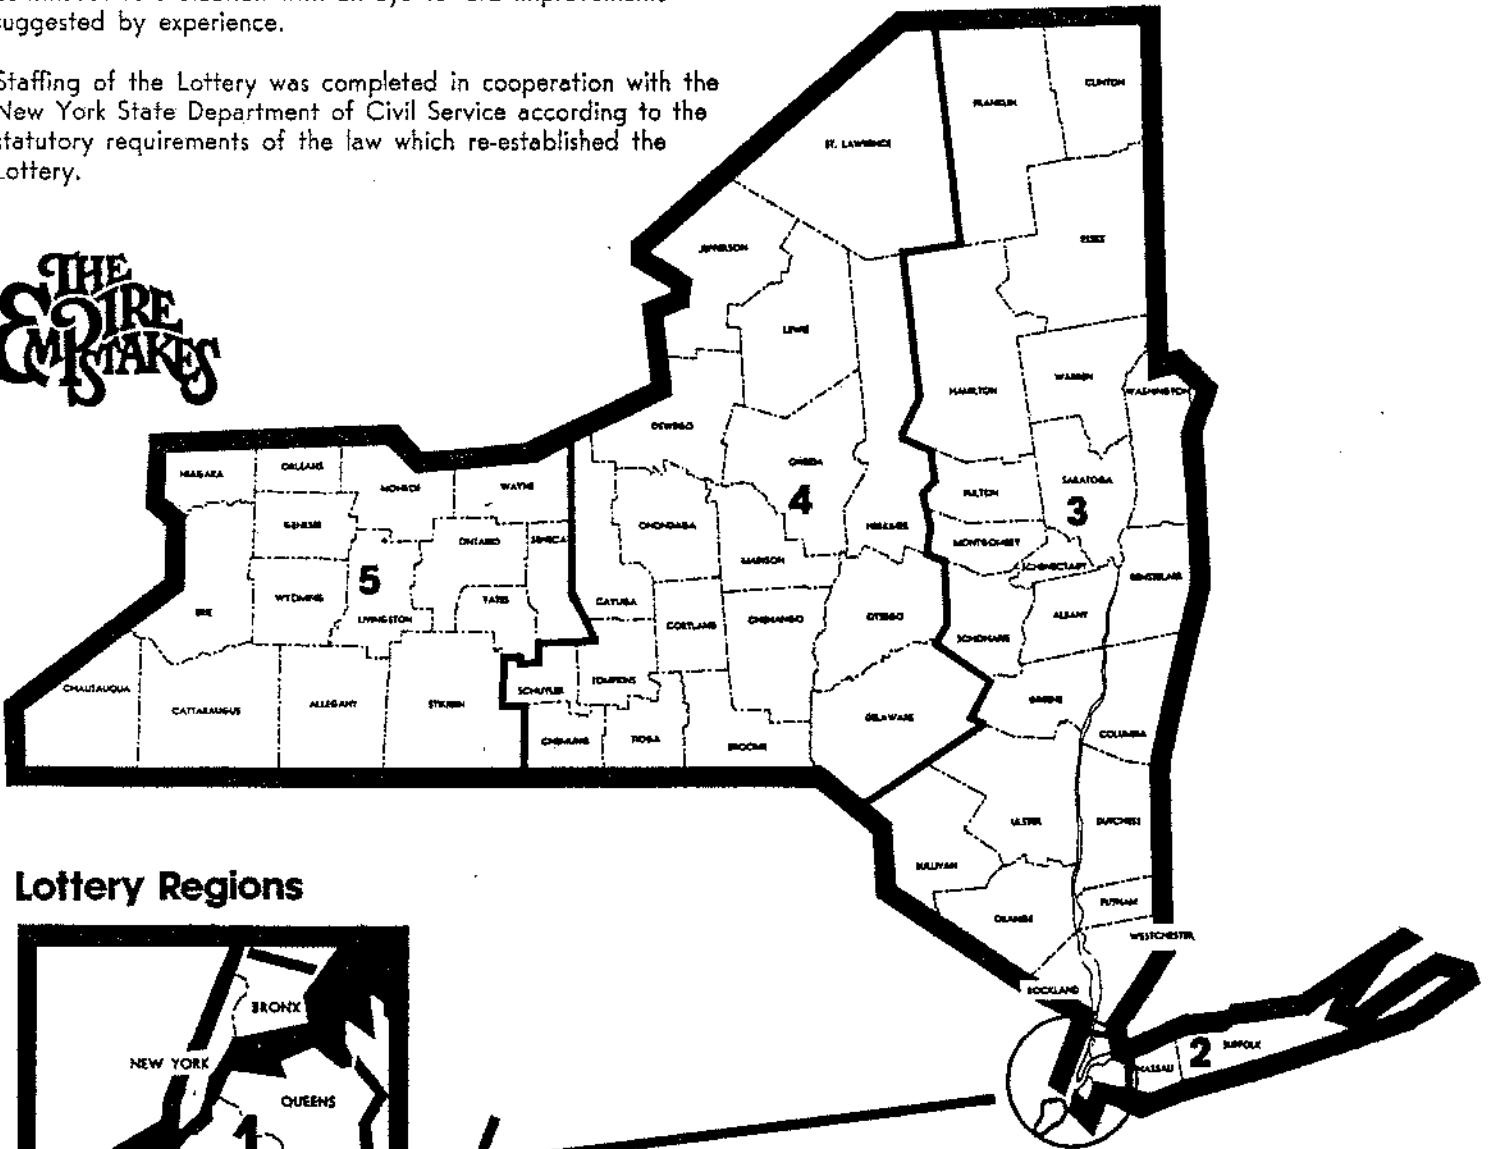 suggested by experience.
Staffing of the Lottery was completed in cooperation with the
New York State Department of Civil Service according to the
statutory requirements of the law which re-established the
Lottery.
THE
EMPIRE
STAKES
CLINTON
FRANKLIN
ST. LAWRENCE
ESSEX
JEFFERSON
LEWIS
HAMILTON
WARREN
WASHINGTON
OSWEGO
ONEIDA
4
HERKIMER
FULTON
SARATOGA
3
MONTGOMERY
SCHENECTADY
RENSSELAER
ALBANY
SCHOHARIE
NIAGARA
ORLEANS
MONROE
WAYNE
GENESEE
ONTARIO
SENECA
ONONDAGA
MADISON
5
ERIE
WYOMING
LIVINGSTON
YATES
CAYUGA
CORTLAND
CHENANGO
OTSEGO
CHAUTAUQUA
CATTARAUGUS
ALLEGANY
STEUBEN
SCHUYLER
TOMPKINS
CHEMUNG
TIOGA
BROOME
DELAWARE
GREENE
COLUMBIA
ULSTER
DUTCHESS
SULLIVAN
ORANGE
PUTNAM
WESTCHESTER
ROCKLAND
NASSAU
2
SUFFOLK
Lottery Regions
BRONX
NEW YORK
QUEENS
1